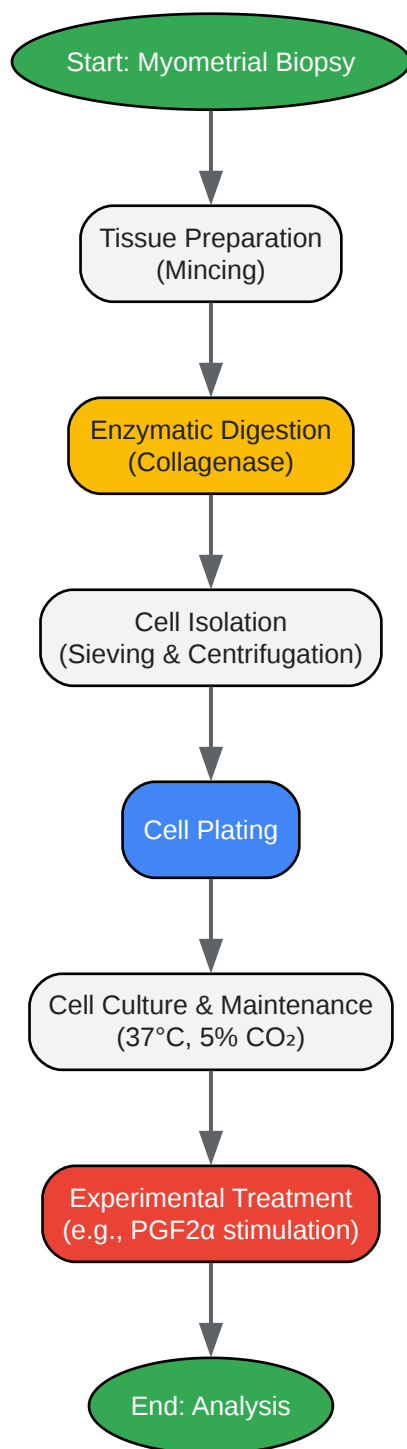 Start: Myometrial Biopsy
Tissue Preparation
(Mincing)
Enzymatic Digestion
(Collagenase)
Cell Isolation
(Sieving & Centrifugation)
Cell Plating
Cell Culture & Maintenance
(37°C, 5% CO₂)
Experimental Treatment
(e.g., PGF2α stimulation)
End: Analysis